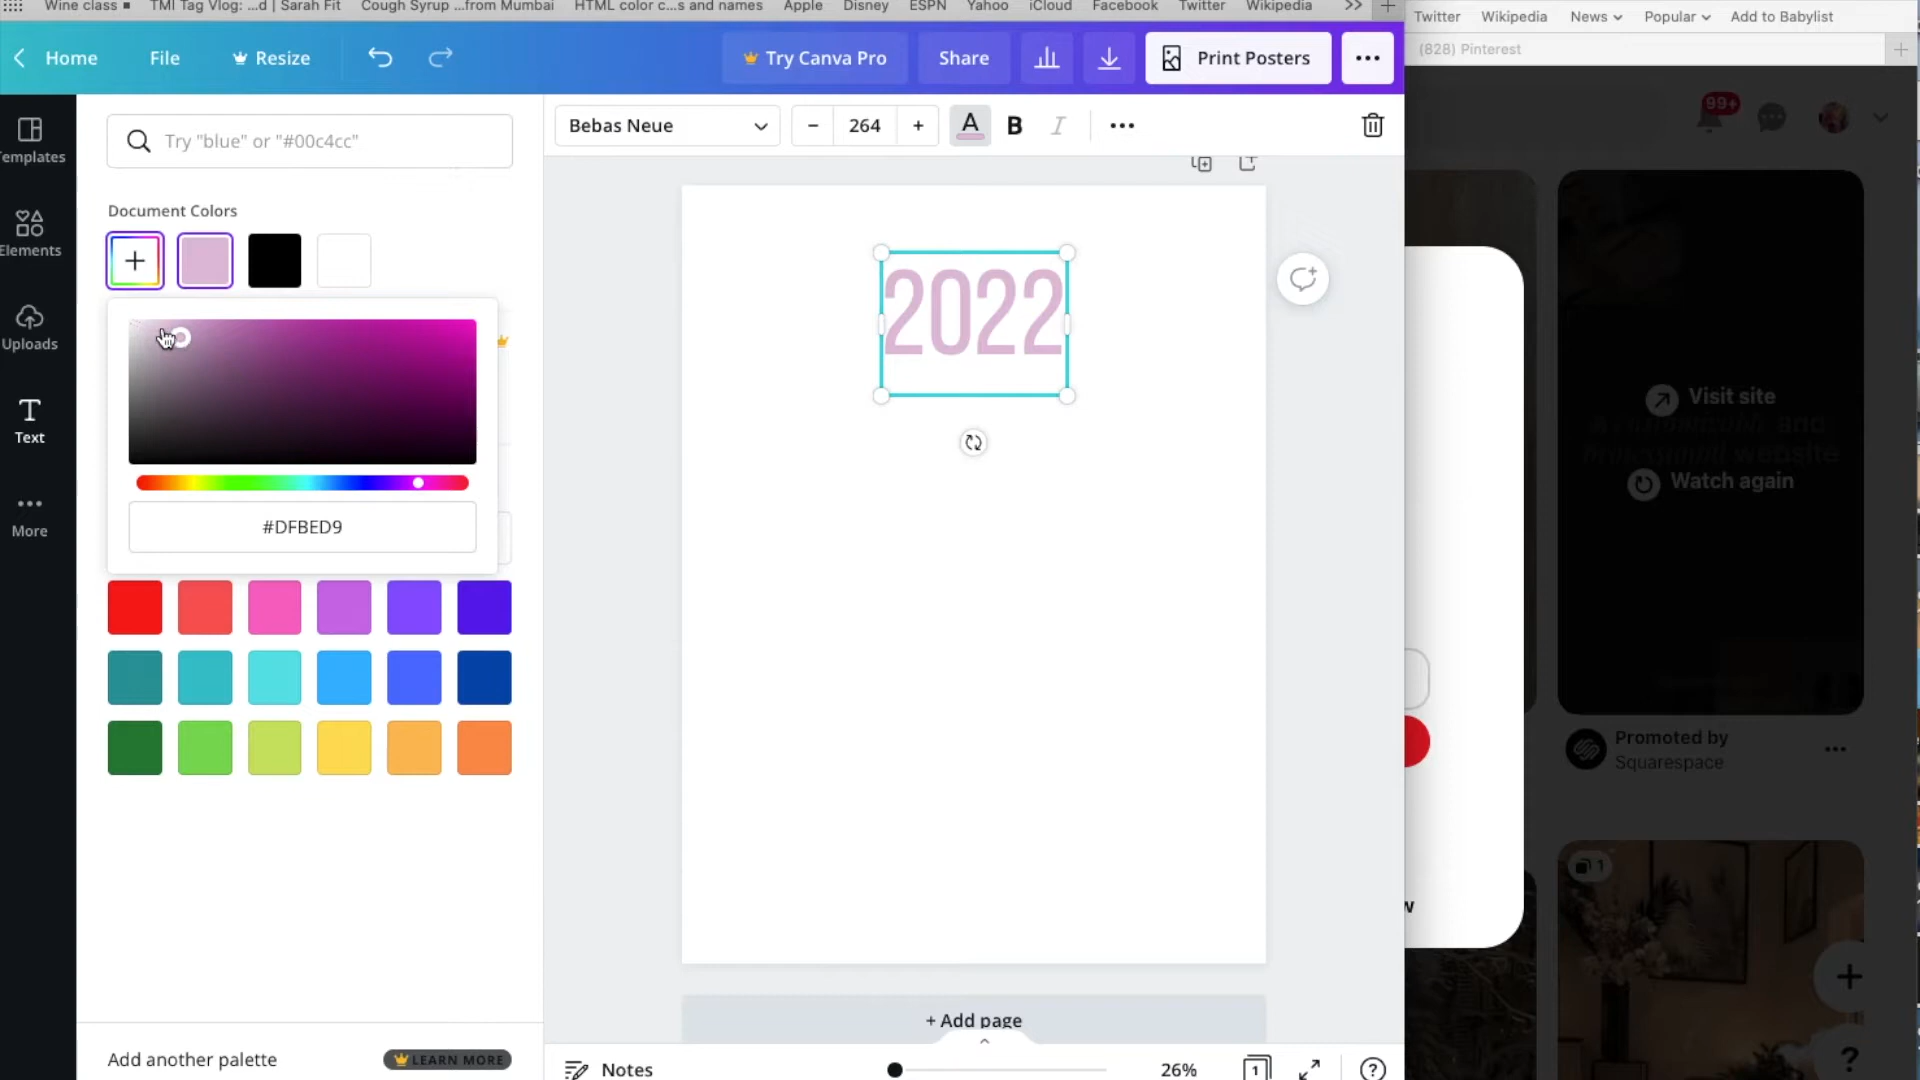 Wine class
TMI Tag Vlog: ...d | Sarah Fit
Cough Syrup ...from Mumbai
HTML color c...s and names
Apple
Disney
ESPN
Yahoo
iCloud
Facebook
Twitter
Wikipedia
>>
Twitter
Wikipedia
News
Popular
Add to Babylist
(828) Pinterest
Home
File
Resize
Try Canva Pro
Share
Print Posters
99+
Templates
Elements
Uploads
Text
More
Try "blue" or "#00c4cc"
Bebas Neue
264
A
B
I
Document Colors
#DFBED9
2022
Visit site
Watch again
Promoted by
Squarespace
1
w
+ Add page
Add another palette
LEARN MORE
Notes
26%
1
?
?